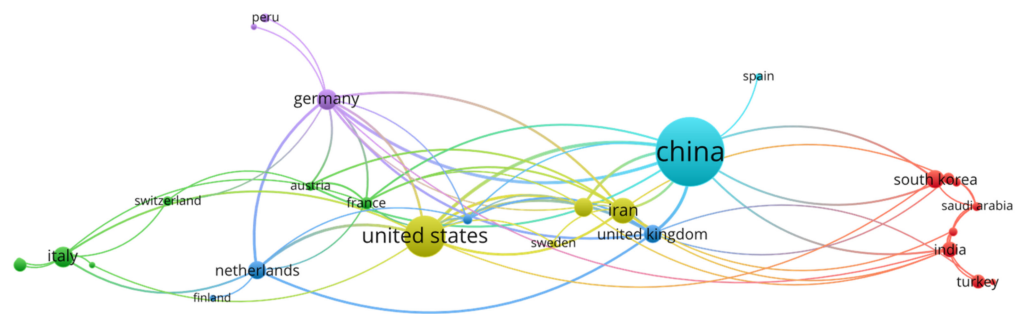 peru
spain
germany
china
south korea
austria
switzerland
france
saudi arabia
iran
united states
united kingdom
sweden
india
italy
netherlands
turkey
finland